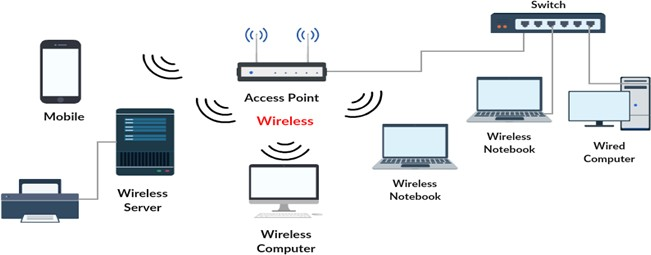 Switch
Access Point
Wireless
Mobile
Wireless
Notebook
Wired
Computer
Wireless
Server
Wireless
Notebook
Wireless
Computer